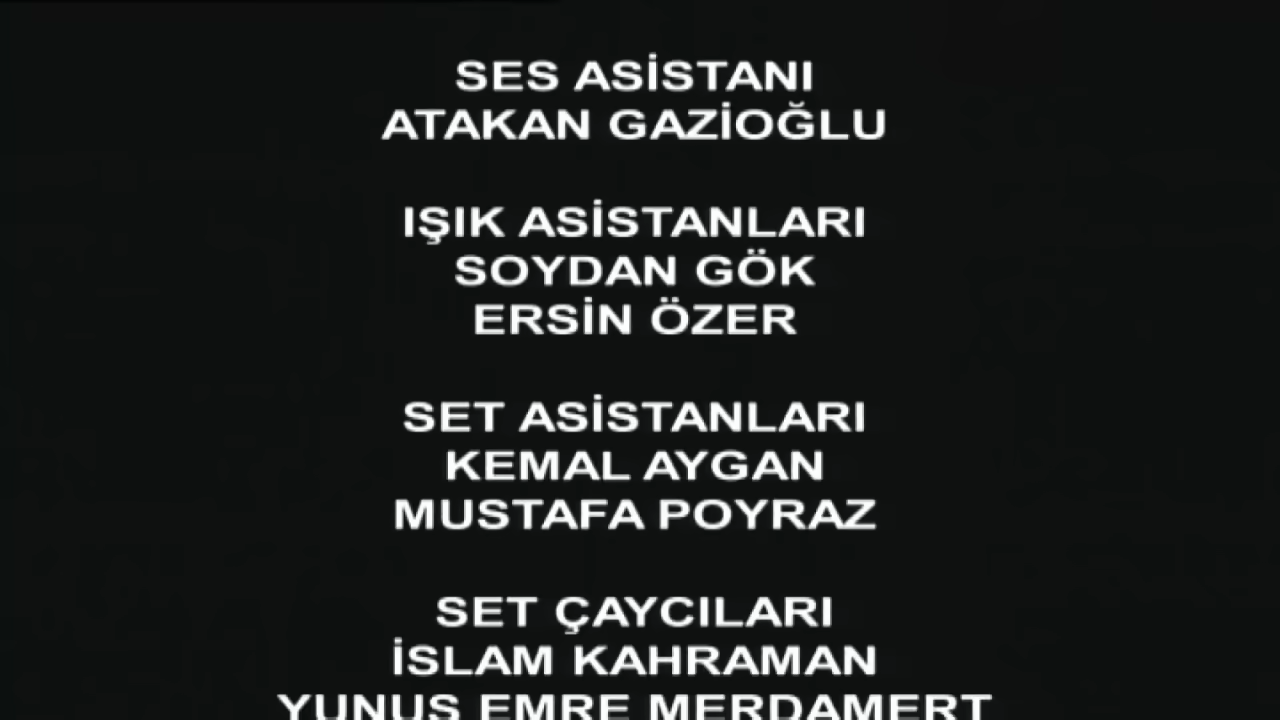 SES ASİSTANI
ATAKAN GAZİOĞLU
IŞIK ASİSTANLARI
SOYDAN GÖK
ERSİN ÖZER
SET ASİSTANLARI
KEMAL AYGAN
MUSTAFA POYRAZ
SET ÇAYCILARI
İSLAM KAHRAMAN
YUNUS EMRE MERDAMERT